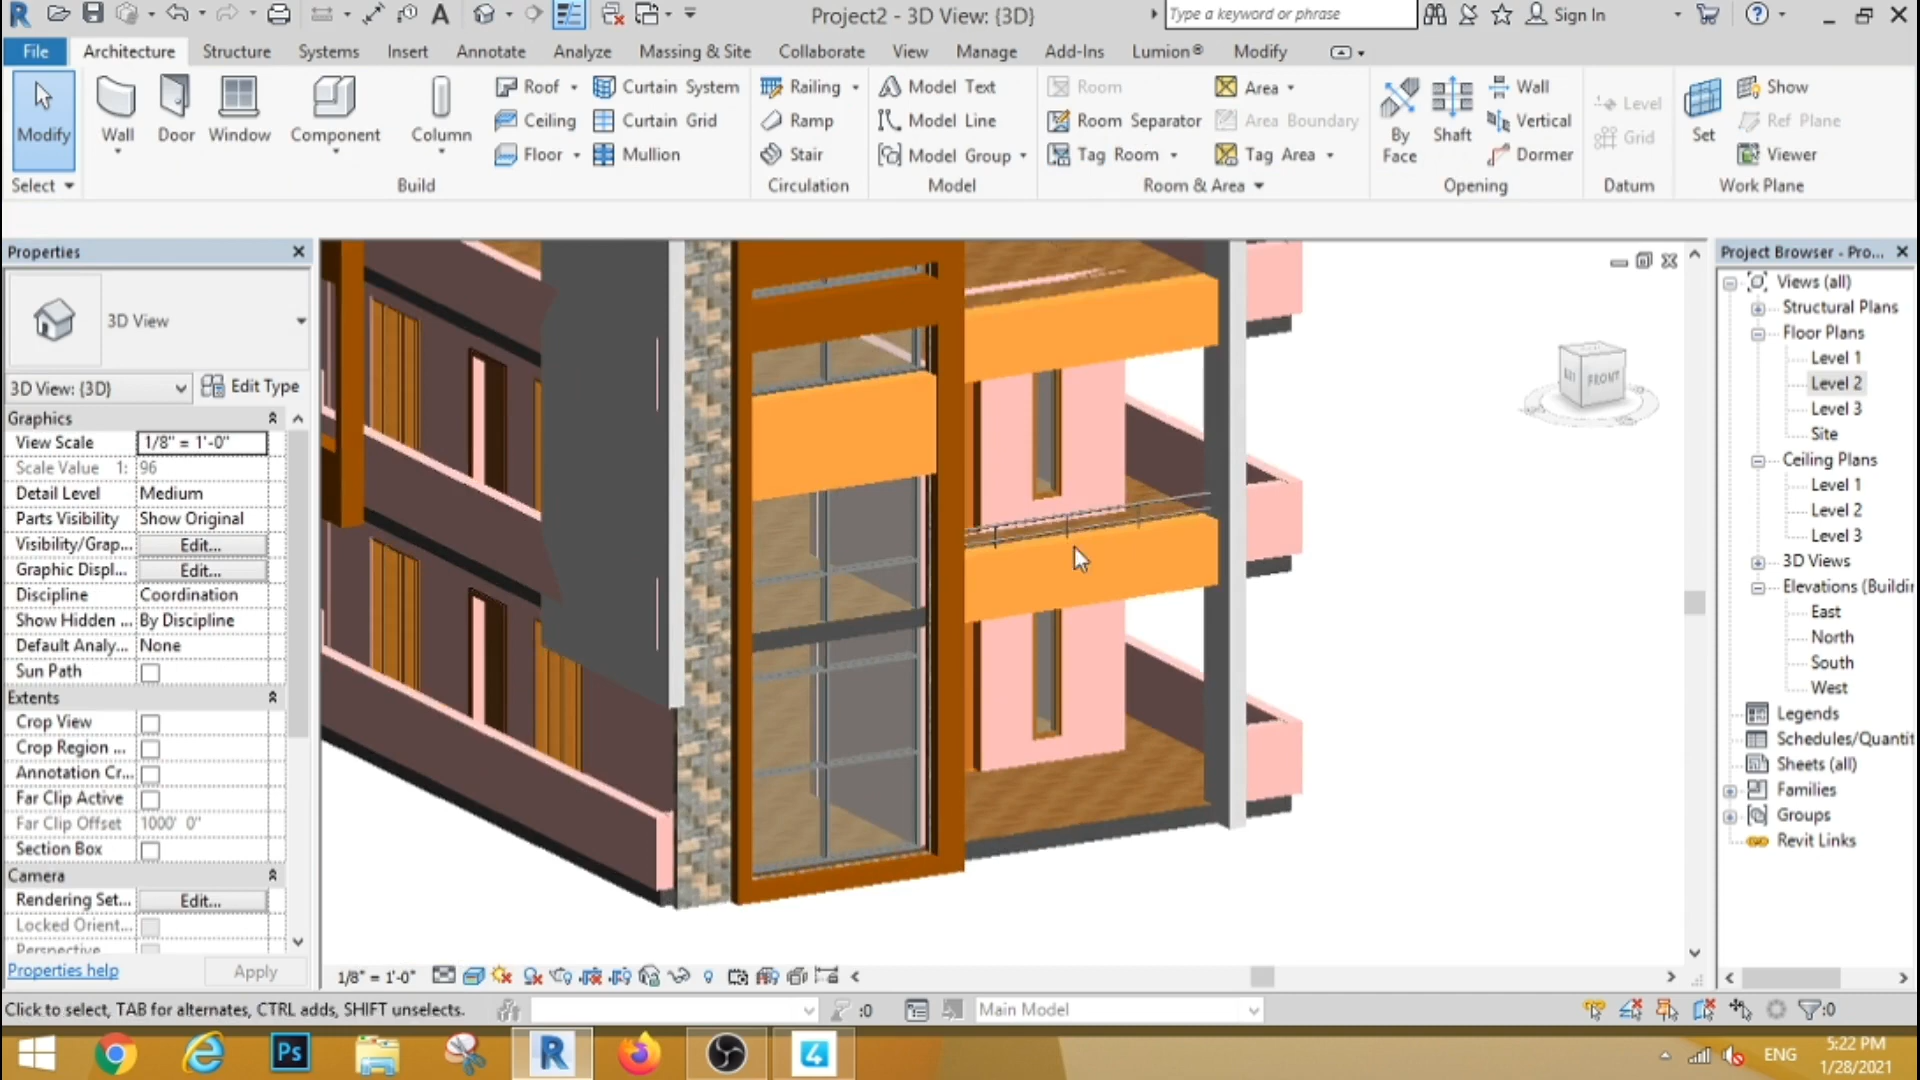 Project2 - 3D View: {3D}
Type a keyword or phrase
Sign In
File
Architecture
Structure
Systems
Insert
Annotate
Analyze
Massing & Site
Collaborate
View
Manage
Add-Ins
Lumion®
Modify
Modify
Wall
Door
Window
Component
Column
Roof
Ceiling
Floor
Curtain System
Curtain Grid
Mullion
Railing
Ramp
Stair
Model Text
Model Line
Model Group
Room
Room Separator
Tag Room
Area
Area Boundary
Tag Area
By
Face
Shaft
Wall
Vertical
Dormer
Level
Grid
Set
Show
Ref Plane
Viewer
Select
Build
Circulation
Model
Room & Area
Opening
Datum
Work Plane
Properties
3D View
3D View: {3D}
Edit Type
Graphics
View Scale 1/8" = 1'-0"
Scale Value 1: 96
Detail Level Medium
Parts Visibility Show Original
Visibility/Grap... Edit...
Graphic Displ... Edit...
Discipline Coordination
Show Hidden ... By Discipline
Default Analy... None
Sun Path
Extents
Crop View
Crop Region ...
Annotation Cr...
Far Clip Active
Far Clip Offset 1000' 0"
Section Box
Camera
Rendering Set... Edit...
Locked Orient...
Perspective
Properties help
Apply
FRONT
Project Browser - Pro...
Views (all)
Structural Plans
Floor Plans
Level 1
Level 2
Level 3
Site
Ceiling Plans
Level 1
Level 2
Level 3
3D Views
Elevations (Buildi
East
North
South
West
Legends
Schedules/Quantit
Sheets (all)
Families
Groups
Revit Links
1/8" = 1'-0"
Click to select, TAB for alternates, CTRL adds, SHIFT unselects.
:0
Main Model
:0
Ps
R
4
ENG
5:22 PM
1/28/2021